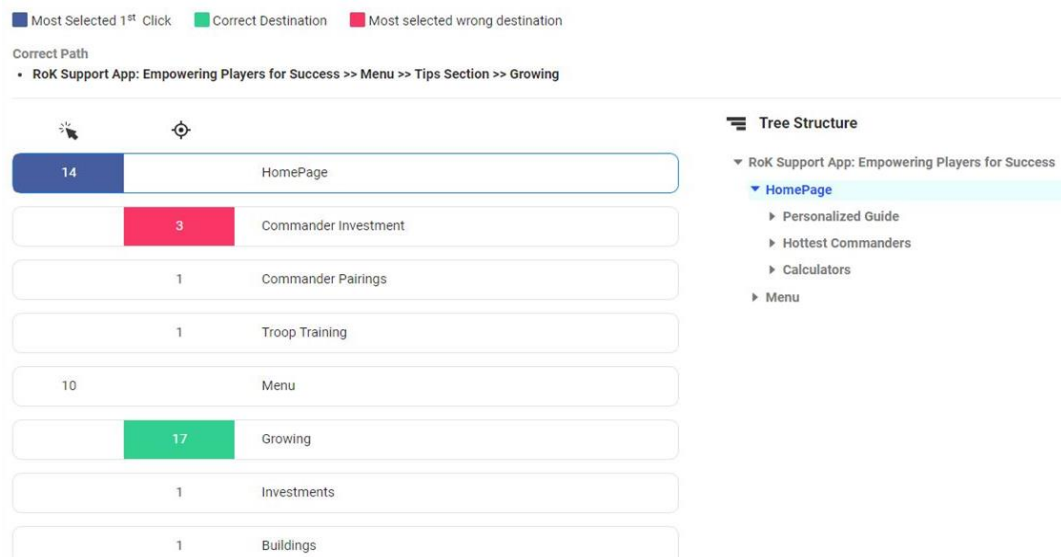 Most Selected 1st Click Correct Destination Most selected wrong destination
Correct Path
• RoK Support App: Empowering Players for Success >> Menu >> Tips Section >> Growing
Tree Structure
14 HomePage
RoK Support App: Empowering Players for Success
HomePage
3 Commander Investment
Personalized Guide
Hottest Commanders
1 Commander Pairings
Calculators
Menu
1 Troop Training
10 Menu
17 Growing
1 Investments
1 Buildings